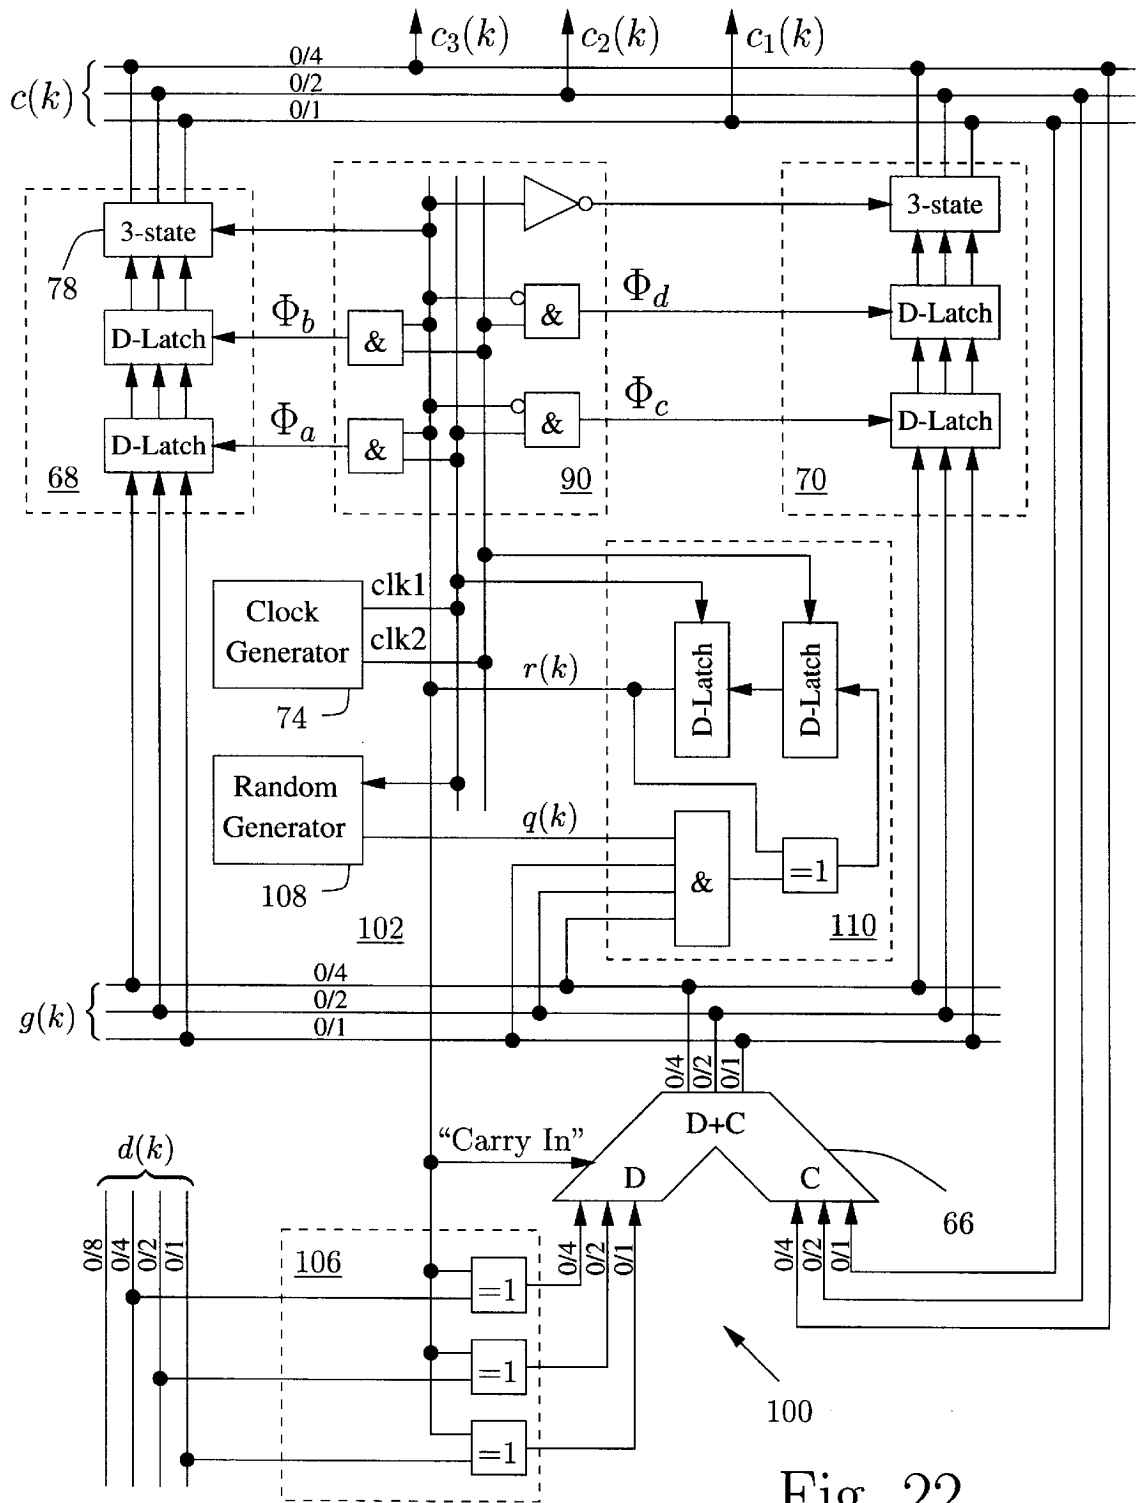 c₃(k) c₂(k) c₁(k)
0/4
c(k) 0/2
0/1
3-state 3-state
78
Φb & & Φd
D-Latch D-Latch
Φa & & Φc
D-Latch D-Latch
68 90 70
Clock Generator clk1
clk2
74
r(k) D-Latch D-Latch
Random Generator
q(k)
& =1
108
102 110
0/4
g(k) 0/2
0/1
0/4 0/2 0/1
D+C
d(k) “Carry In”
D C
66
0/8 0/4 0/2 0/1
106
0/4 0/2 0/1
0/4 0/2 0/1
=1
=1
=1
100
Fig. 22